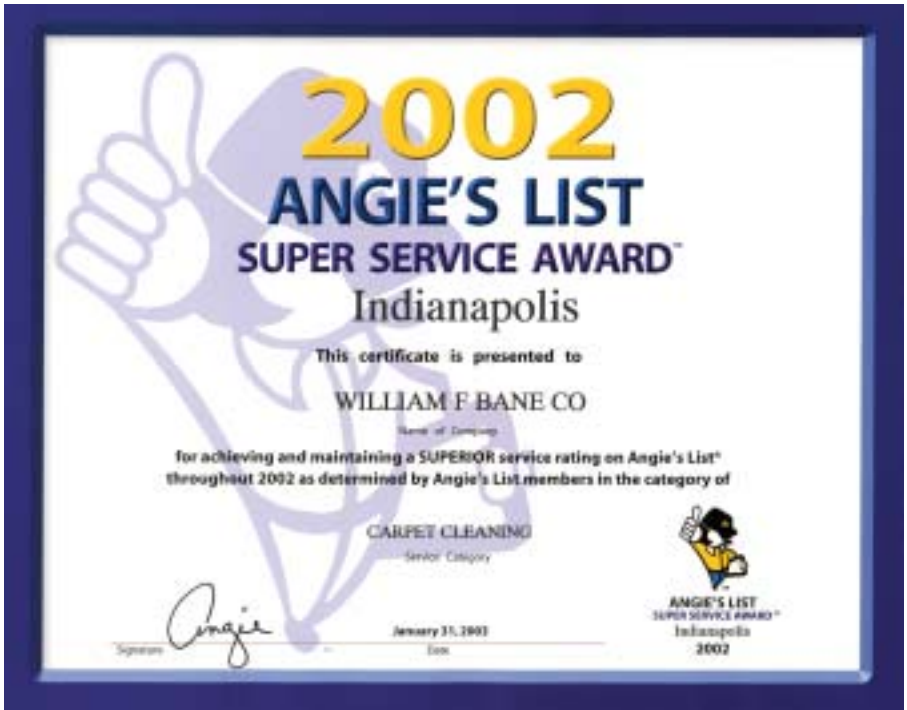 2002
ANGIE'S LIST
SUPER SERVICE AWARD™
Indianapolis
This certificate is presented to
WILLIAM F BANE CO
Name of Company
for achieving and maintaining a SUPERIOR service rating on Angie's List®
throughout 2002 as determined by Angie's List members in the category of
CARPET CLEANING
Service Category
Angie
January 31, 2003
Signature
Date
ANGIE'S LIST
SUPER SERVICE AWARD™
Indianapolis
2002